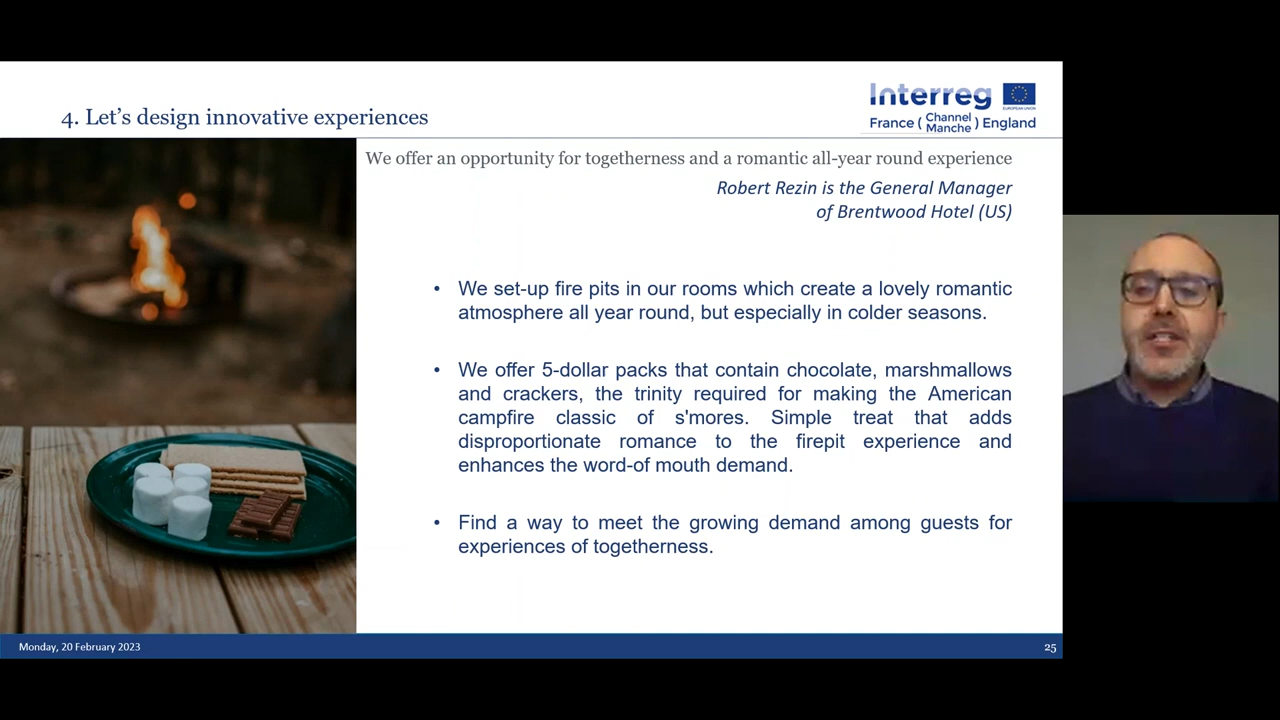 4. Let's design innovative experiences
Interreg
EUROPEAN UNION
France ( Channel Manche ) England
We offer an opportunity for togetherness and a romantic all-year round experience
Robert Rezin is the General Manager
of Brentwood Hotel (US)
• We set-up fire pits in our rooms which create a lovely romantic
atmosphere all year round, but especially in colder seasons.
• We offer 5-dollar packs that contain chocolate, marshmallows
and crackers, the trinity required for making the American
campfire classic of s'mores. Simple treat that adds
disproportionate romance to the firepit experience and
enhances the word-of mouth demand.
• Find a way to meet the growing demand among guests for
experiences of togetherness.
Monday, 20 February 2023
25